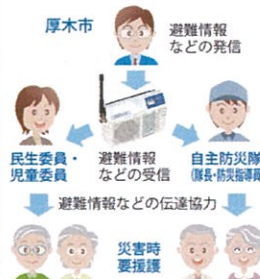 厚木市
避難情報
などの発信
民生委員・
児童委員
避難情報
などの受信
自主防災隊
(隊長・防災指導員)
避難情報などの伝達協力
災害時
要援護